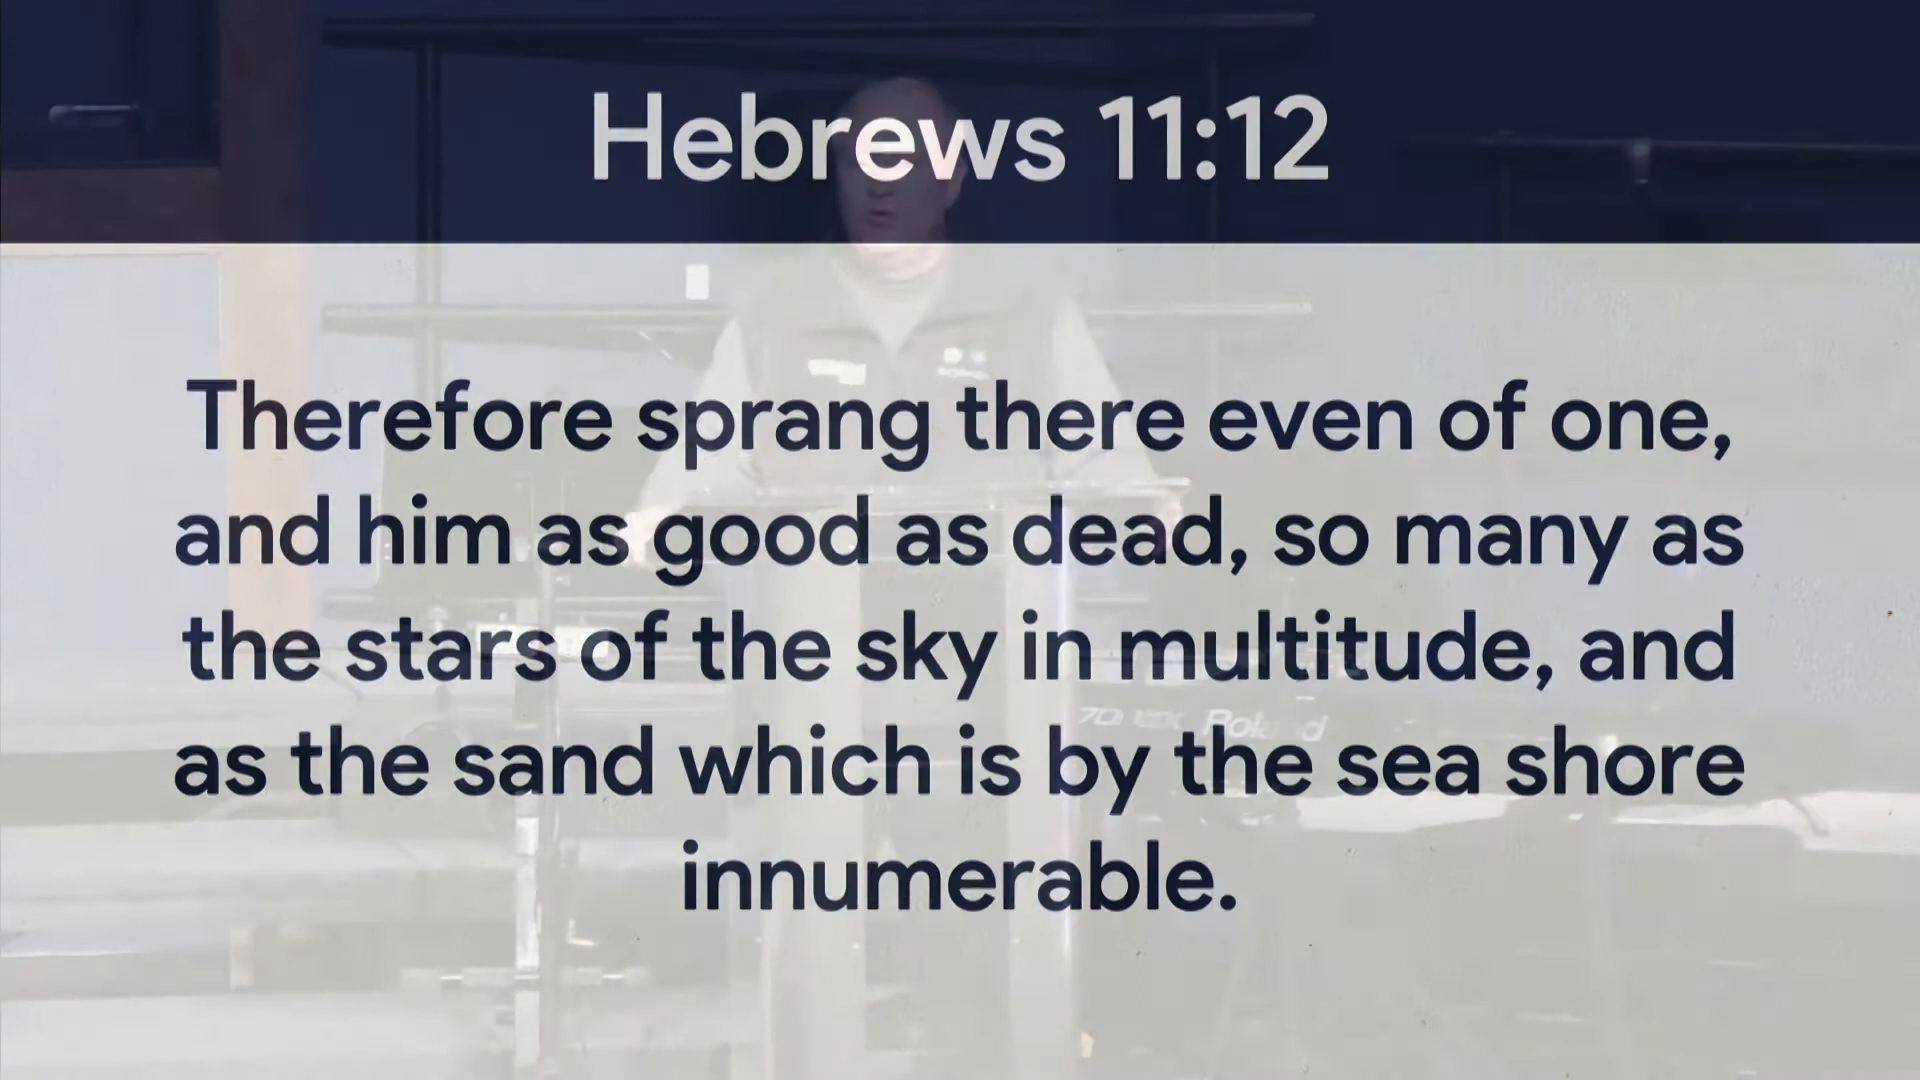 Hebrews 11:12
Therefore sprang there even of one,
and him as good as dead, so many as
the stars of the sky in multitude, and
as the sand which is by the sea shore
innumerable.
Roland